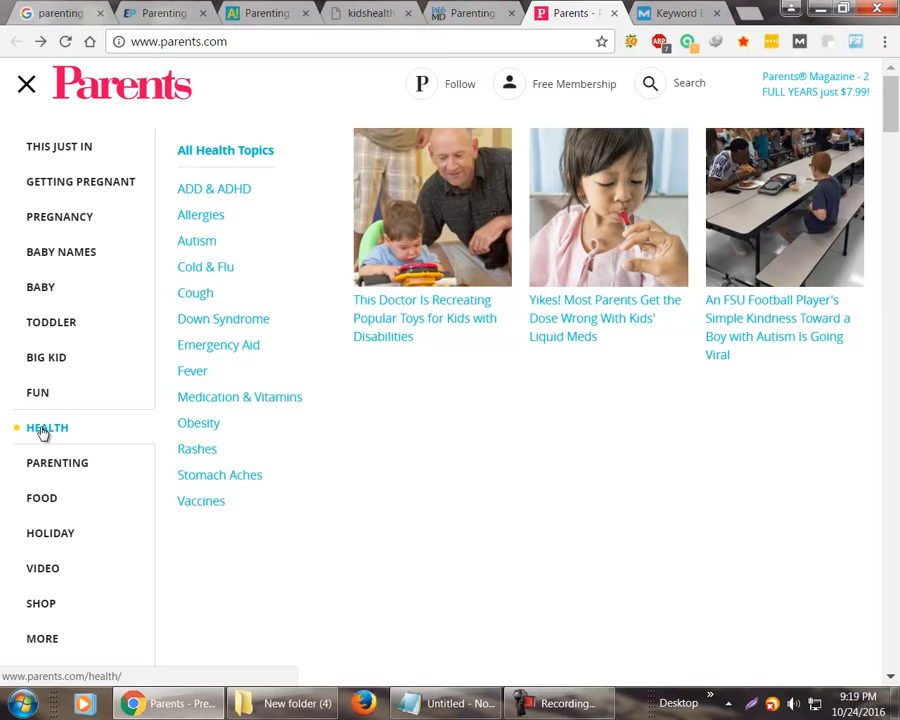 parenting
Parenting
Parenting
kidshealth
Parenting
Parents - P
Keyword E
www.parents.com
Parents
P
Follow
Free Membership
Search
Parents® Magazine - 2
FULL YEARS just $7.99!
THIS JUST IN
GETTING PREGNANT
PREGNANCY
BABY NAMES
BABY
TODDLER
BIG KID
FUN
HEALTH
PARENTING
FOOD
HOLIDAY
VIDEO
SHOP
MORE
All Health Topics
ADD & ADHD
Allergies
Autism
Cold & Flu
Cough
Down Syndrome
Emergency Aid
Fever
Medication & Vitamins
Obesity
Rashes
Stomach Aches
Vaccines
This Doctor Is Recreating
Popular Toys for Kids with
Disabilities
Yikes! Most Parents Get the
Dose Wrong With Kids'
Liquid Meds
An FSU Football Player's
Simple Kindness Toward a
Boy with Autism Is Going
Viral
www.parents.com/health/
Parents - Pre...
New folder (4)
Untitled - No...
Recording...
Desktop
9:19 PM
10/24/2016